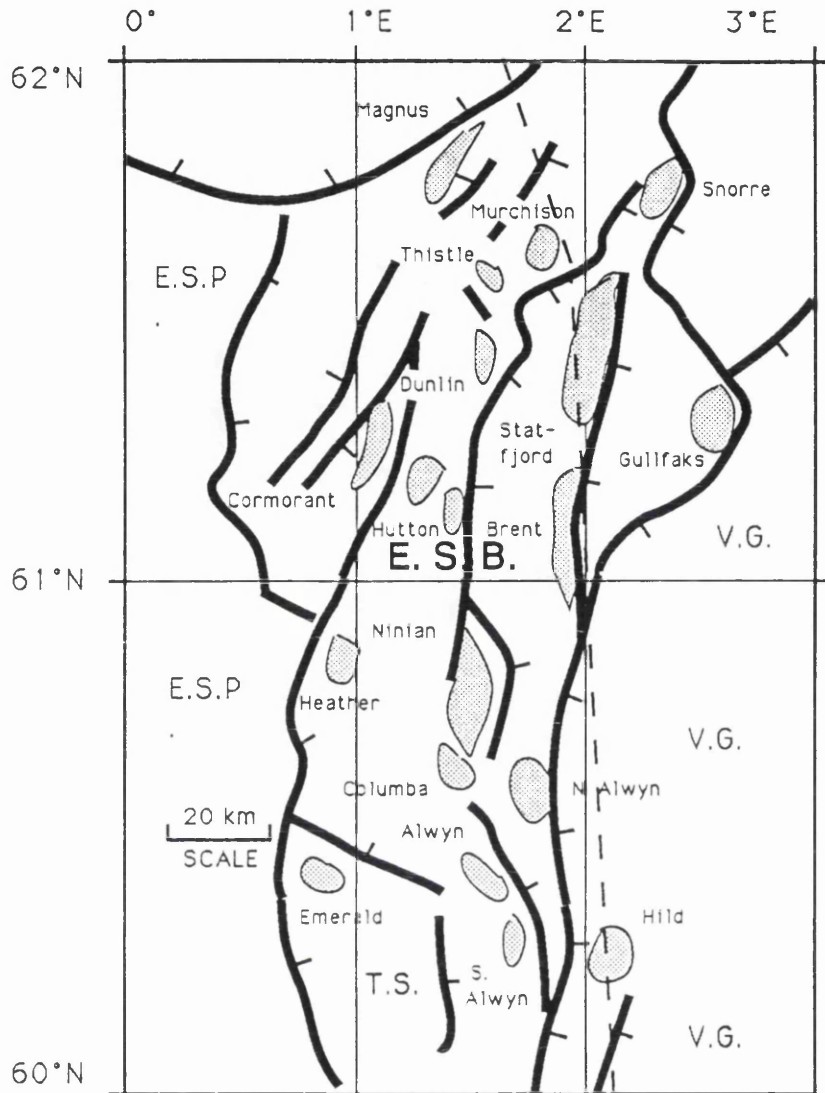 0° 1°E 2°E 3°E
62°N
Magnus
Snorre
Murchison
Thistle
E.S.P
Dunlin
Stat-
fjord
Gullfaks
Cormorant
Hutton
Brent
V.G.
E. S. B.
61°N
Ninian
E.S.P
Heather
V.G.
Columba
N. Alwyn
20 km
SCALE
Alwyn
Emerald
Hild
T.S.
S.
Alwyn
V.G.
60°N